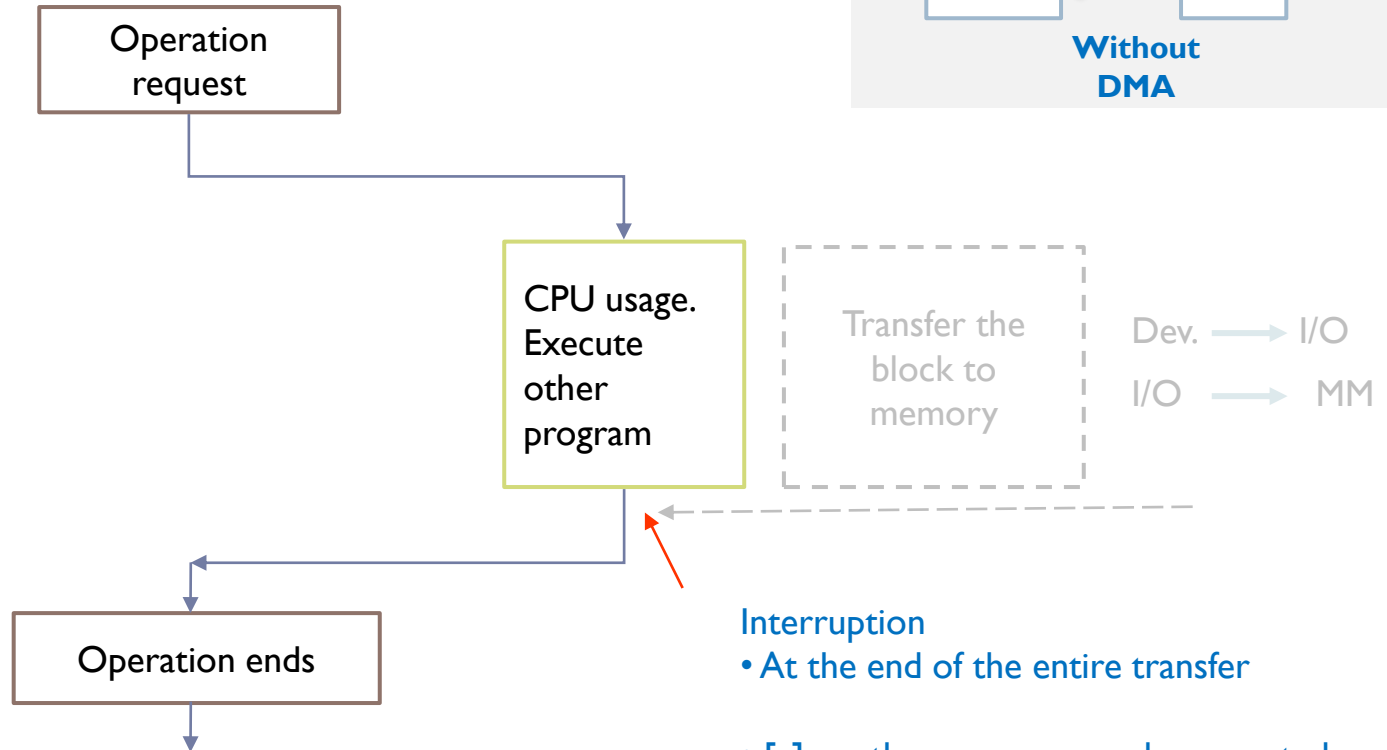 Operation
request
Without
DMA
CPU usage.
Execute
other
program
Transfer the
block to
memory
Dev. I/O
I/O MM
Interruption
• At the end of the entire transfer
Operation ends